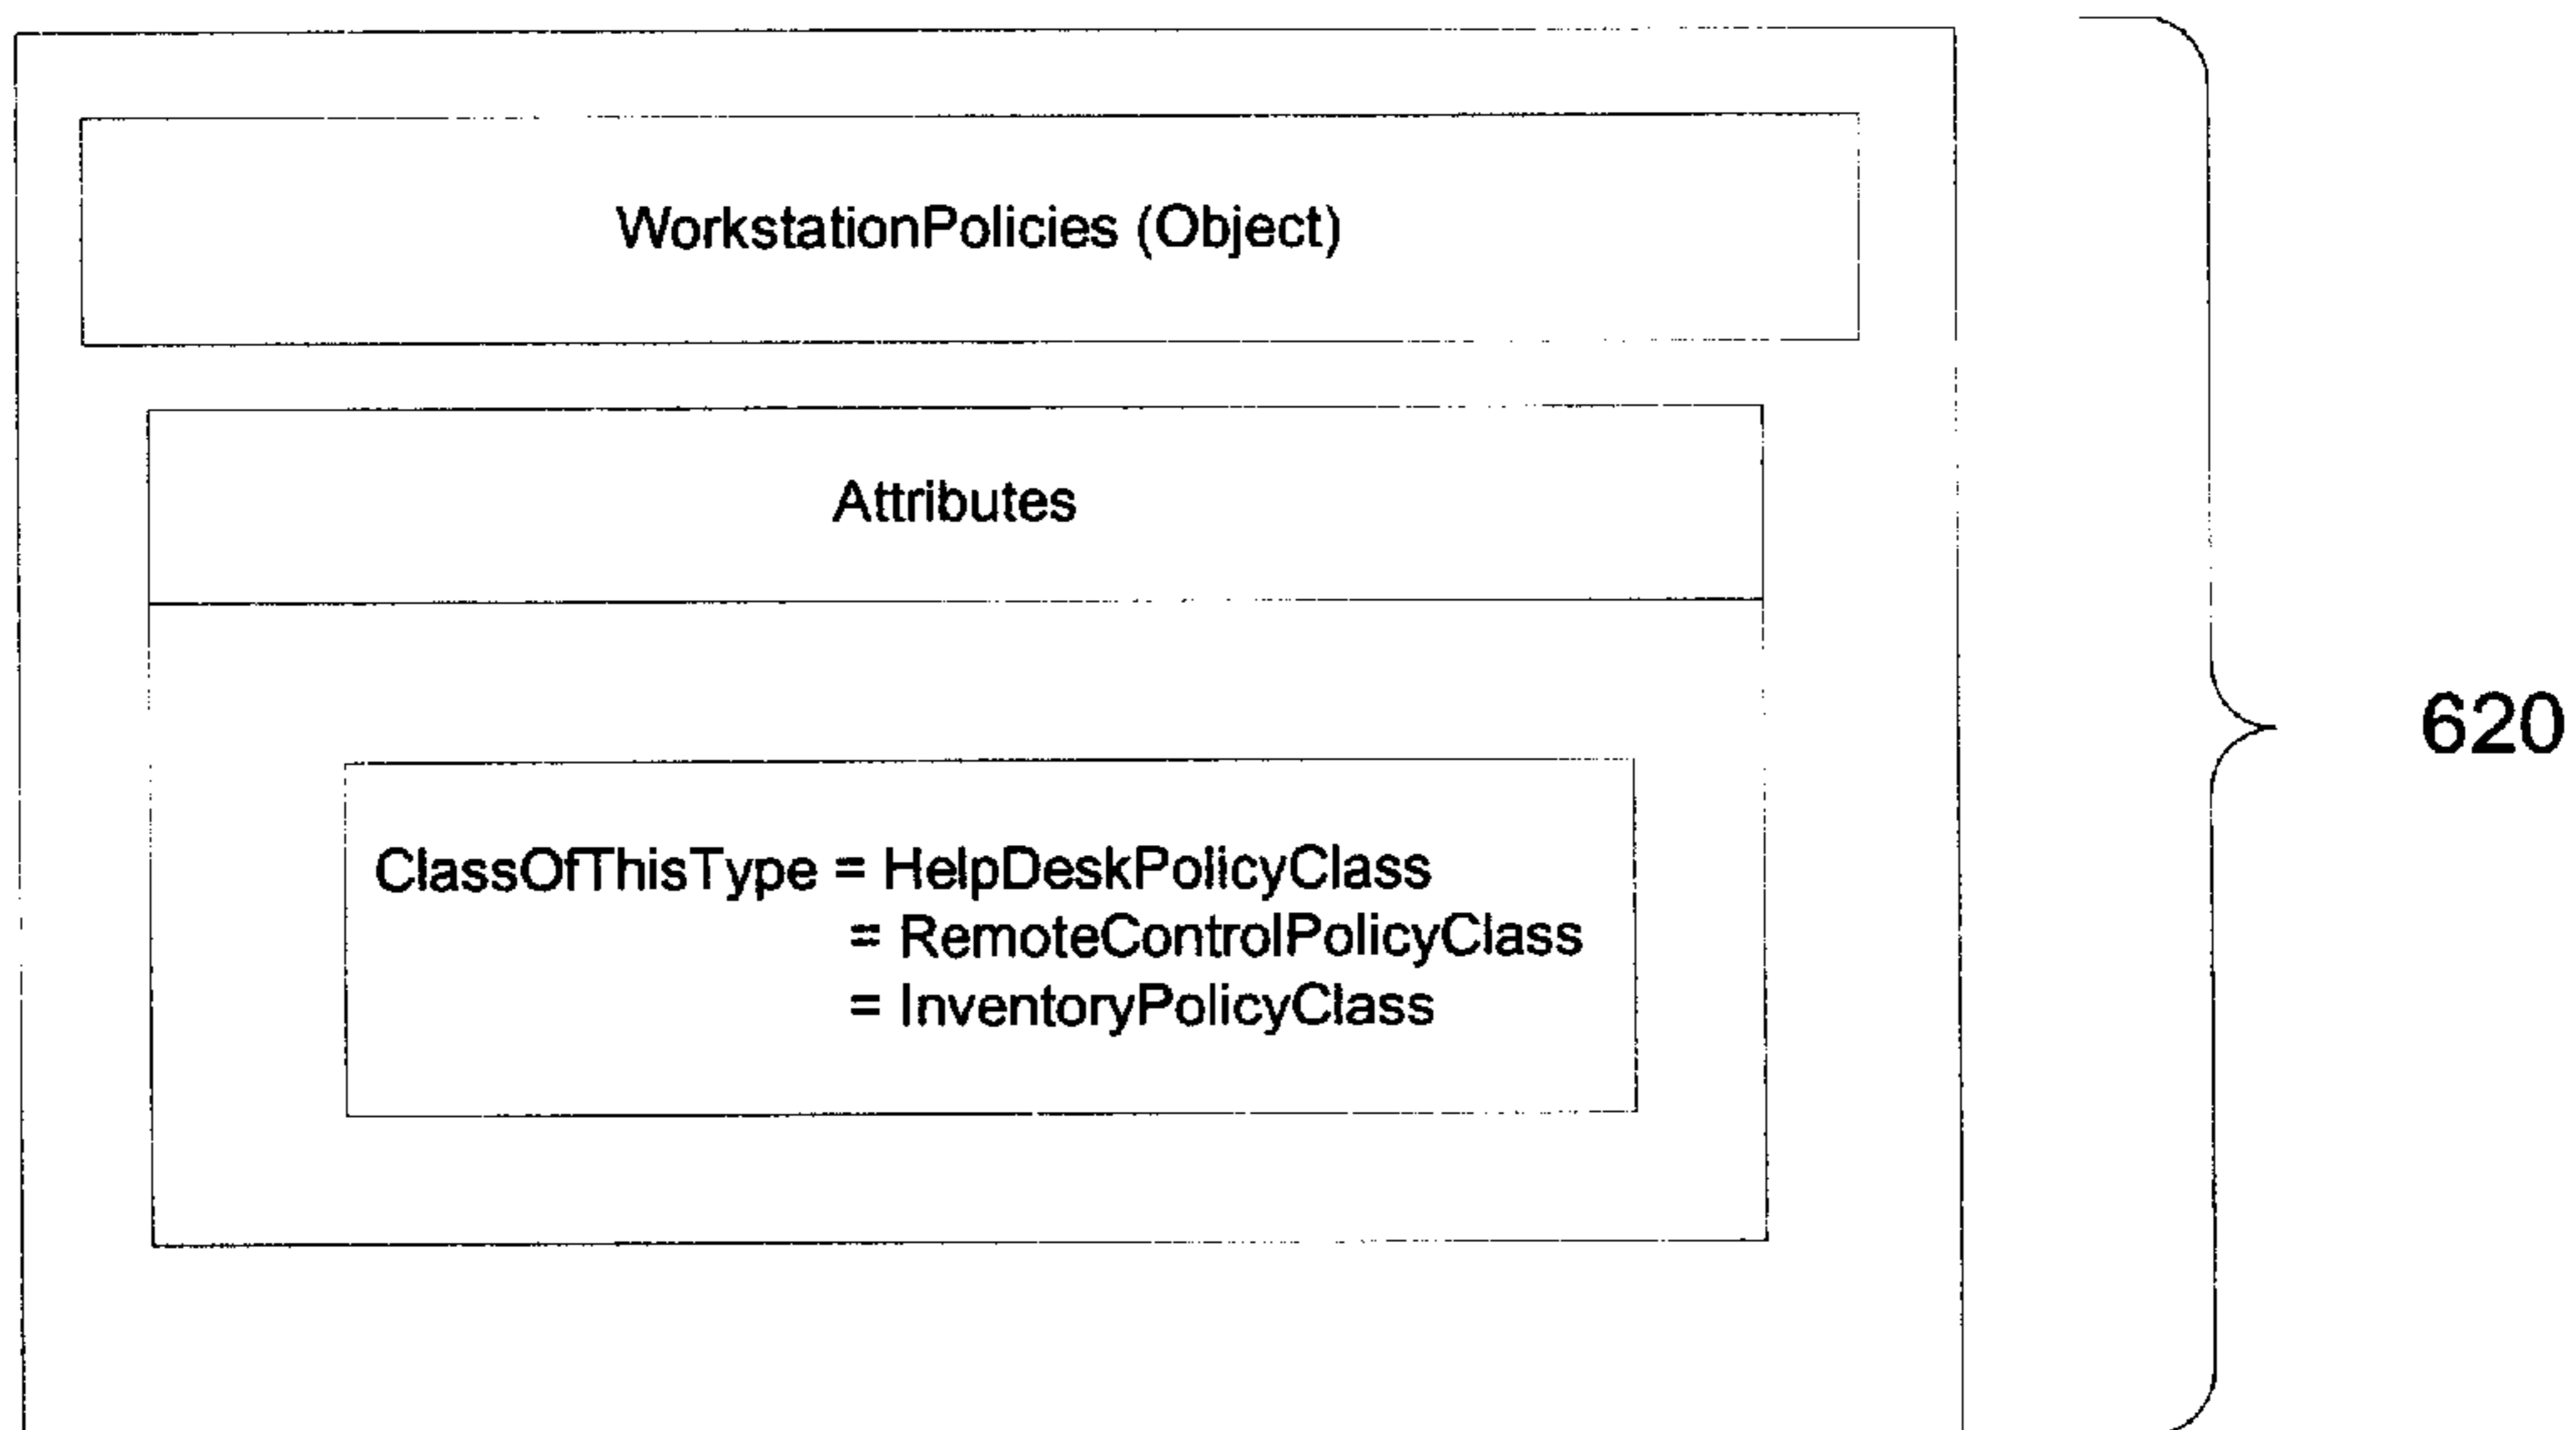 WorkstationPolicies (Object)
Attributes
620
ClassOfThisType = HelpDeskPolicyClass
= RemoteControlPolicyClass
= InventoryPolicyClass